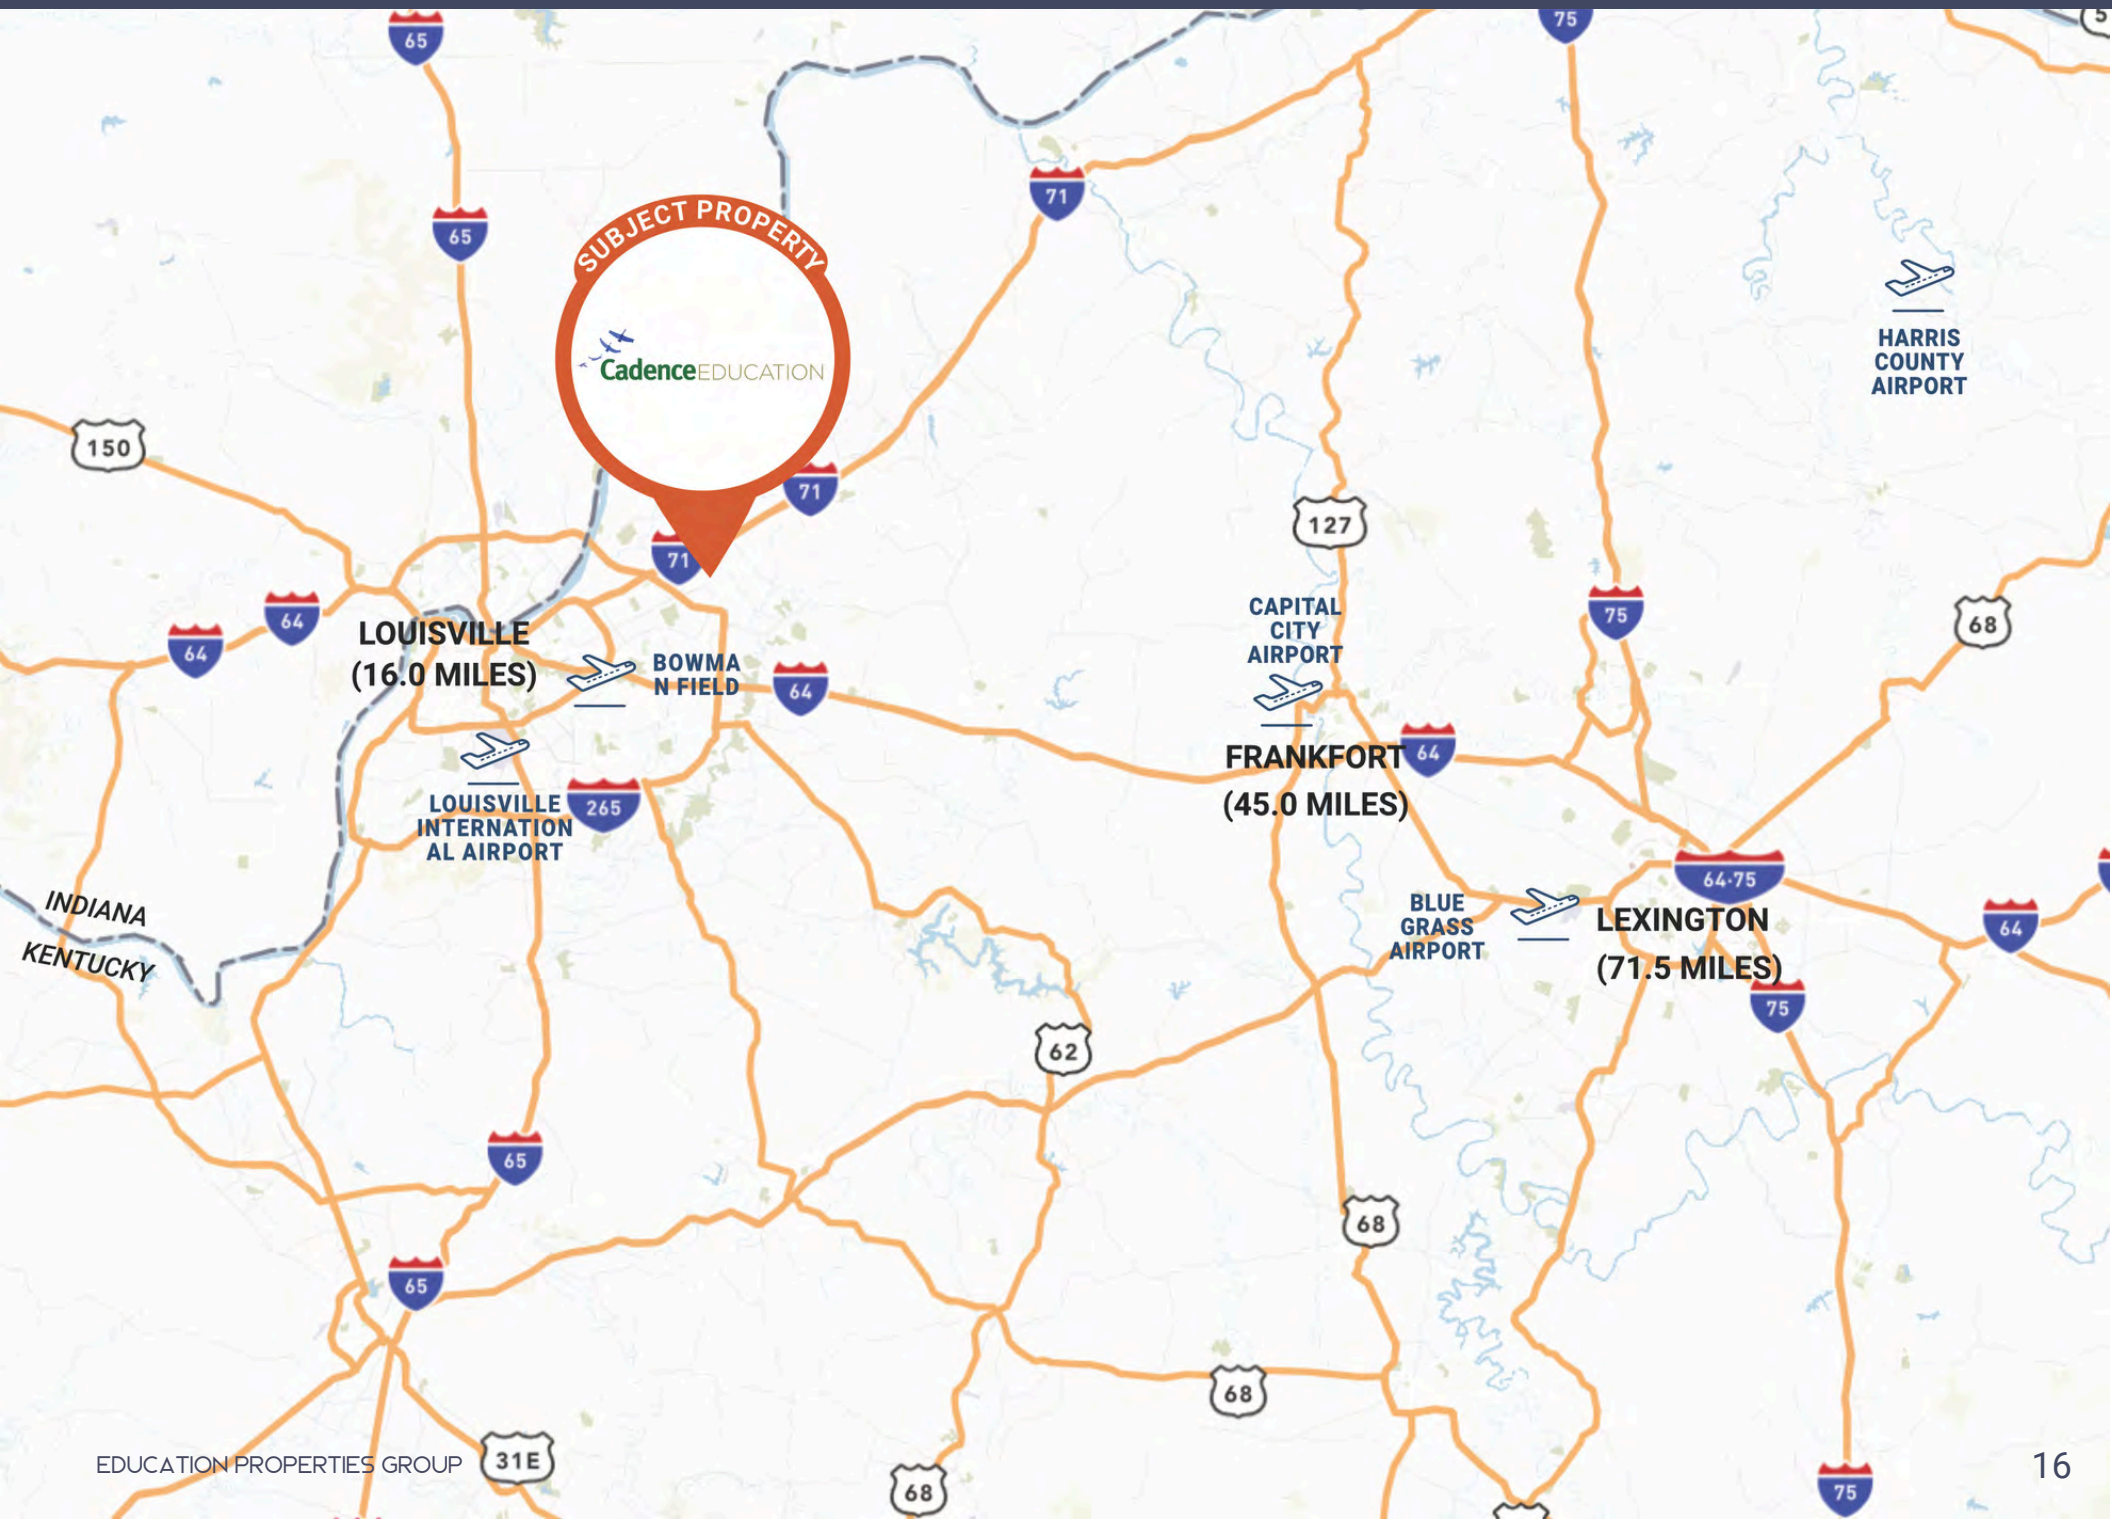 65
75
5
71
65
SUBJECT PROPERTY
CadenceEDUCATION
HARRIS
COUNTY
AIRPORT
150
71
127
71
64
64
CAPITAL
CITY
AIRPORT
75
68
LOUISVILLE
(16.0 MILES)
BOWMA
N FIELD
64
FRANKFORT
(45.0 MILES)
64
LOUISVILLE
INTERNATION
AL AIRPORT
265
64·75
INDIANA
KENTUCKY
BLUE
GRASS
AIRPORT
LEXINGTON
(71.5 MILES)
64
75
62
65
68
65
68
31E
68
75
EDUCATION PROPERTIES GROUP
16